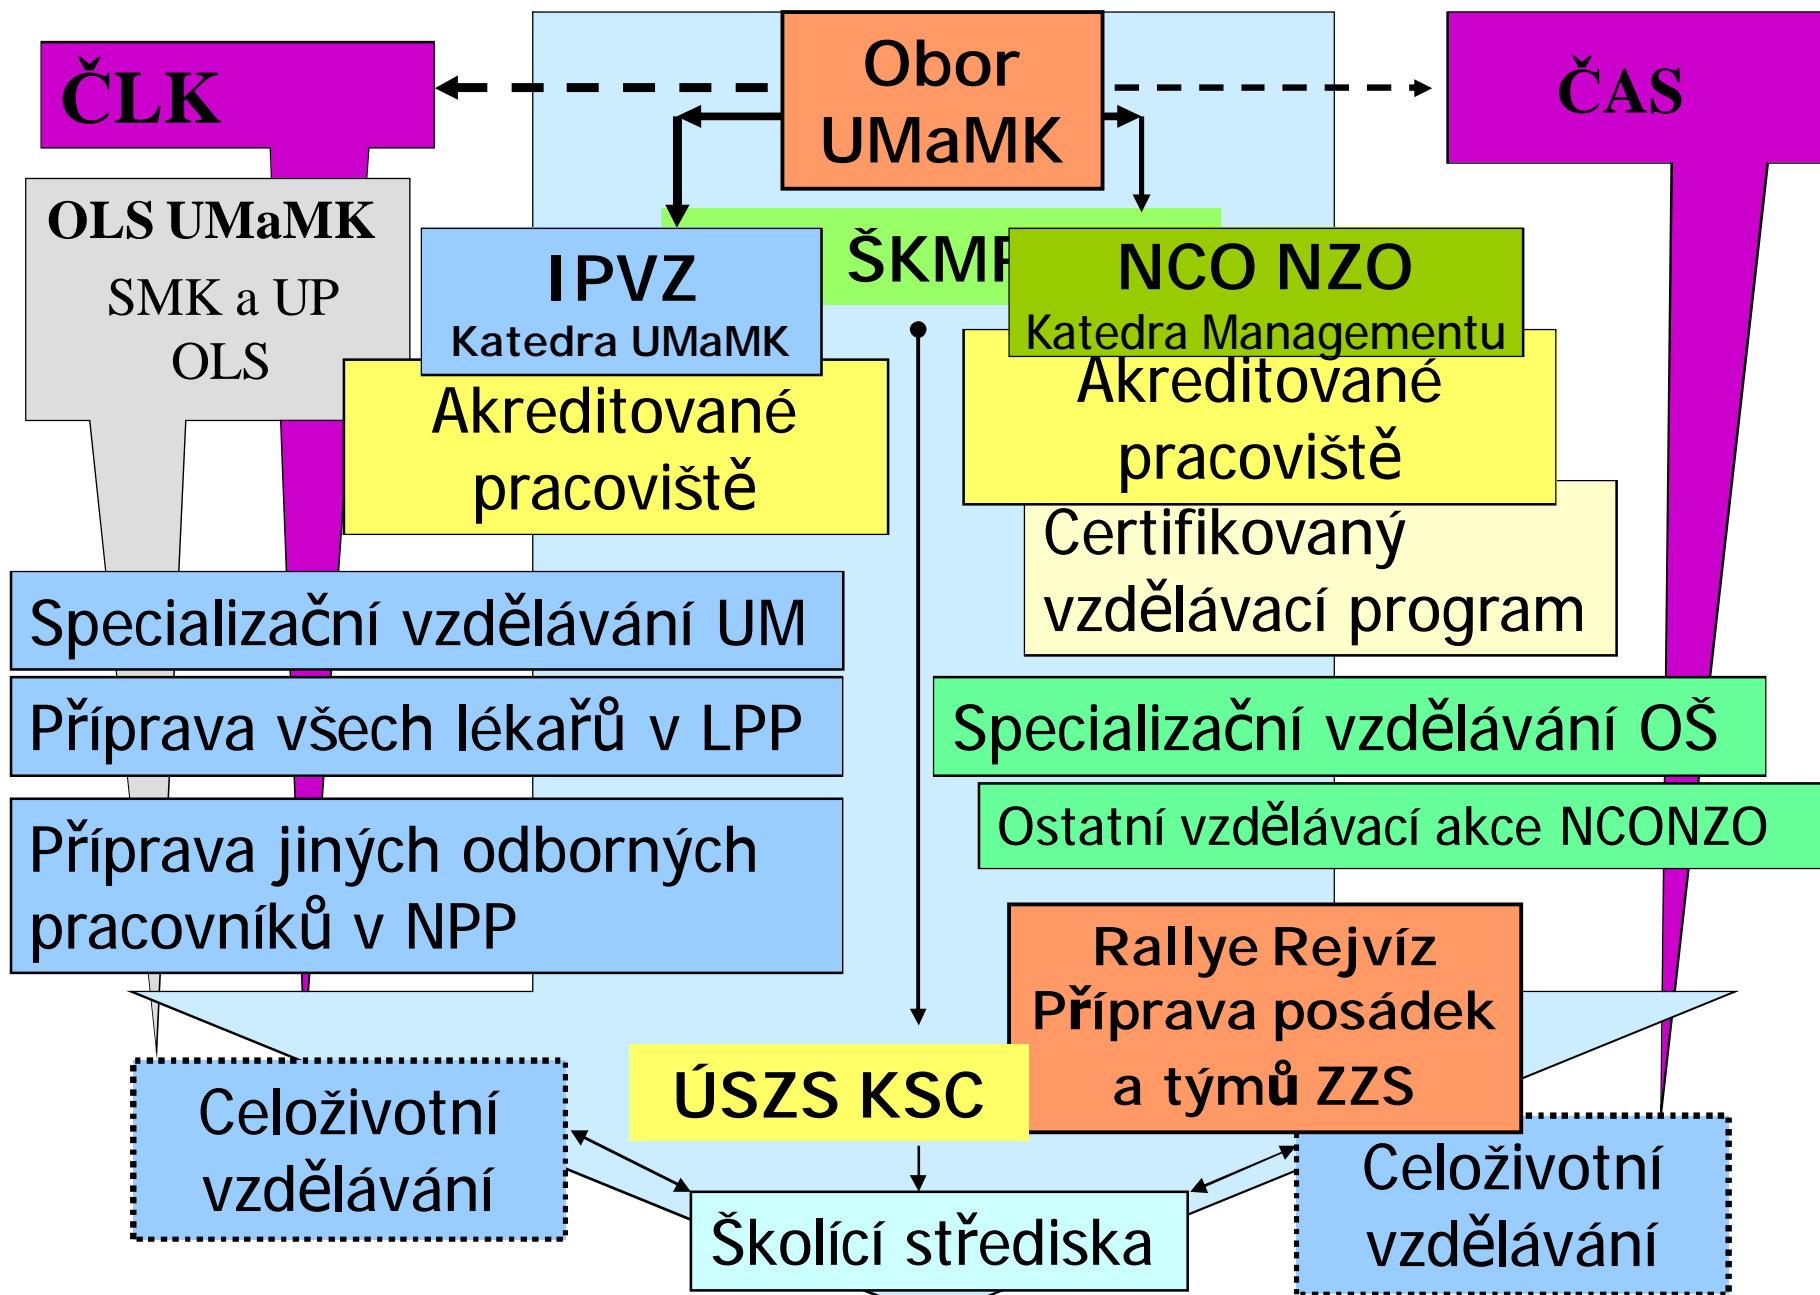 ČLK
Obor
UMaMK
ČAS
OLS UMaMK
SMK a UP
OLS
IPVZ
Katedra UMaMK
NCO NZO
Katedra Managementu
Akreditované
pracoviště
Akreditované
pracoviště
Certifikovaný
vzdělávací program
Specializační vzdělávání UM
Příprava všech lékařů v LPP
Příprava jiných odborných
pracovníků v NPP
Specializační vzdělávání OŠ
Ostatní vzdělávací akce NCONZO
Rallye Rejvíz
Příprava posádek
a týmů ZZS
ÚSZS KSC
Celoživotní
vzdělávání
Školící střediska
Celoživotní
vzdělávání